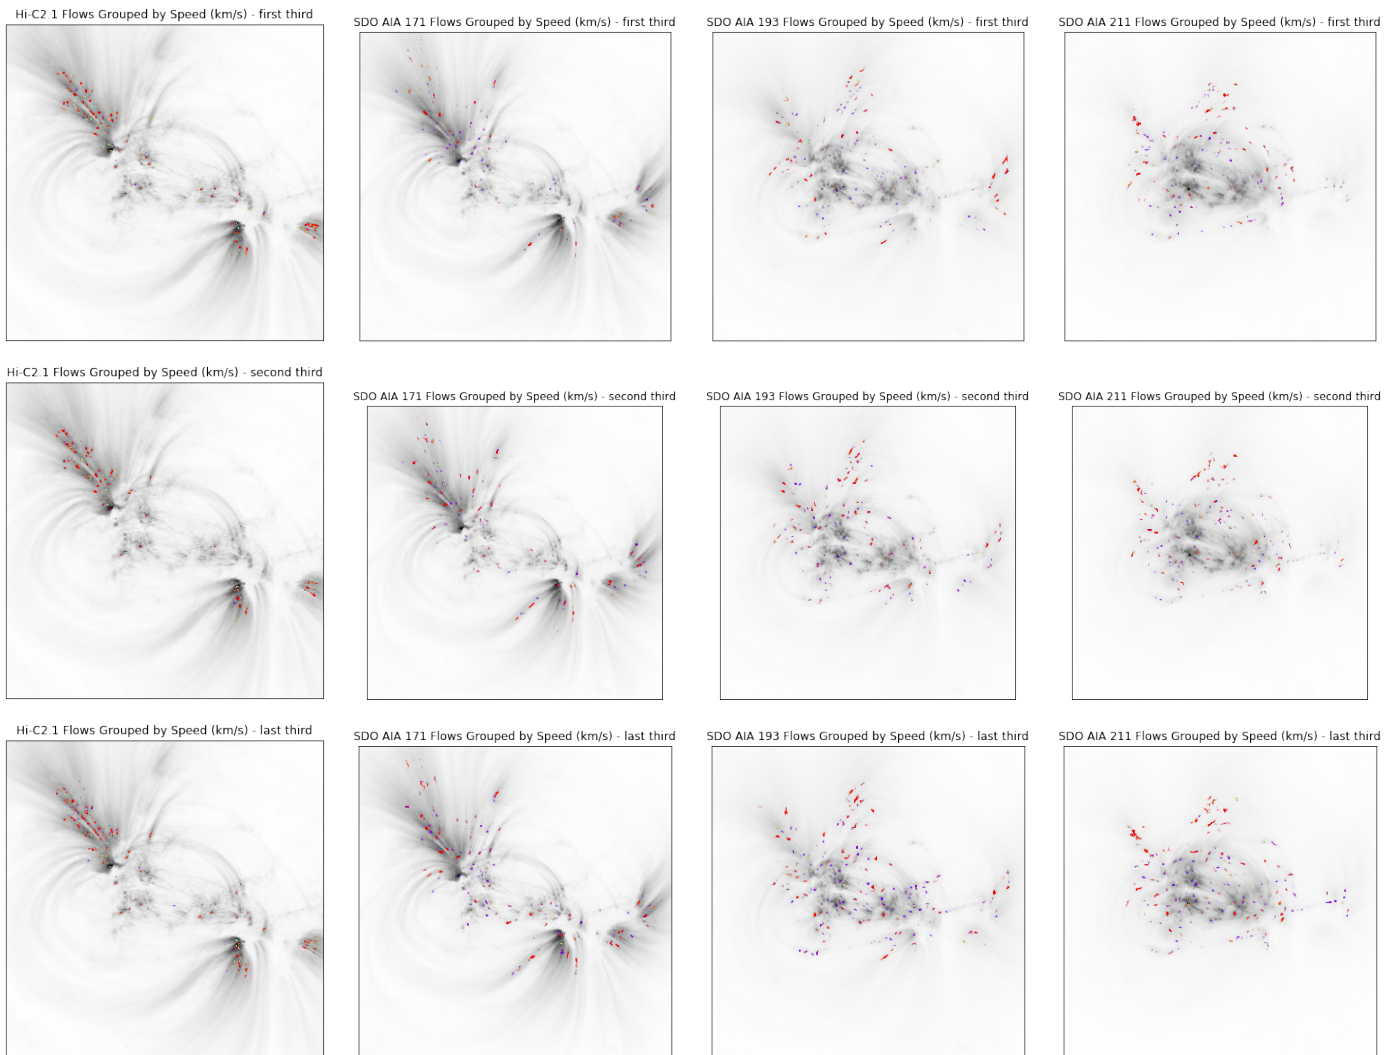 Hi-C2.1 Flows Grouped by Speed (km/s) - first third
SDO AIA 171 Flows Grouped by Speed (km/s) - first third
SDO AIA 193 Flows Grouped by Speed (km/s) - first third
SDO AIA 211 Flows Grouped by Speed (km/s) - first third
Hi-C2.1 Flows Grouped by Speed (km/s) - second third
SDO AIA 171 Flows Grouped by Speed (km/s) - second third
SDO AIA 193 Flows Grouped by Speed (km/s) - second third
SDO AIA 211 Flows Grouped by Speed (km/s) - second third
Hi-C2.1 Flows Grouped by Speed (km/s) - last third
SDO AIA 171 Flows Grouped by Speed (km/s) - last third
SDO AIA 193 Flows Grouped by Speed (km/s) - last third
SDO AIA 211 Flows Grouped by Speed (km/s) - last third